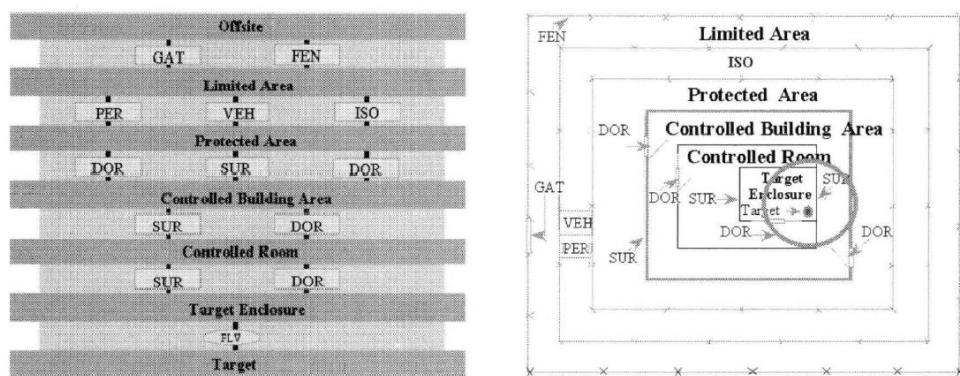 Offsite
GAT FEN
Limited Area
PER VEH ISO
Protected Area
DOR SUR DOR
Controlled Building Area
SUR DOR
Controlled Room
SUR DOR
Target Enclosure
Target
FEN
Limited Area
ISO
Protected Area
DOR
Controlled Building Area
Controlled Room
Target
Enclosure
SUR
GAT
DOR
SUR
Target
VEH
DOR
DOR
PER
SUR